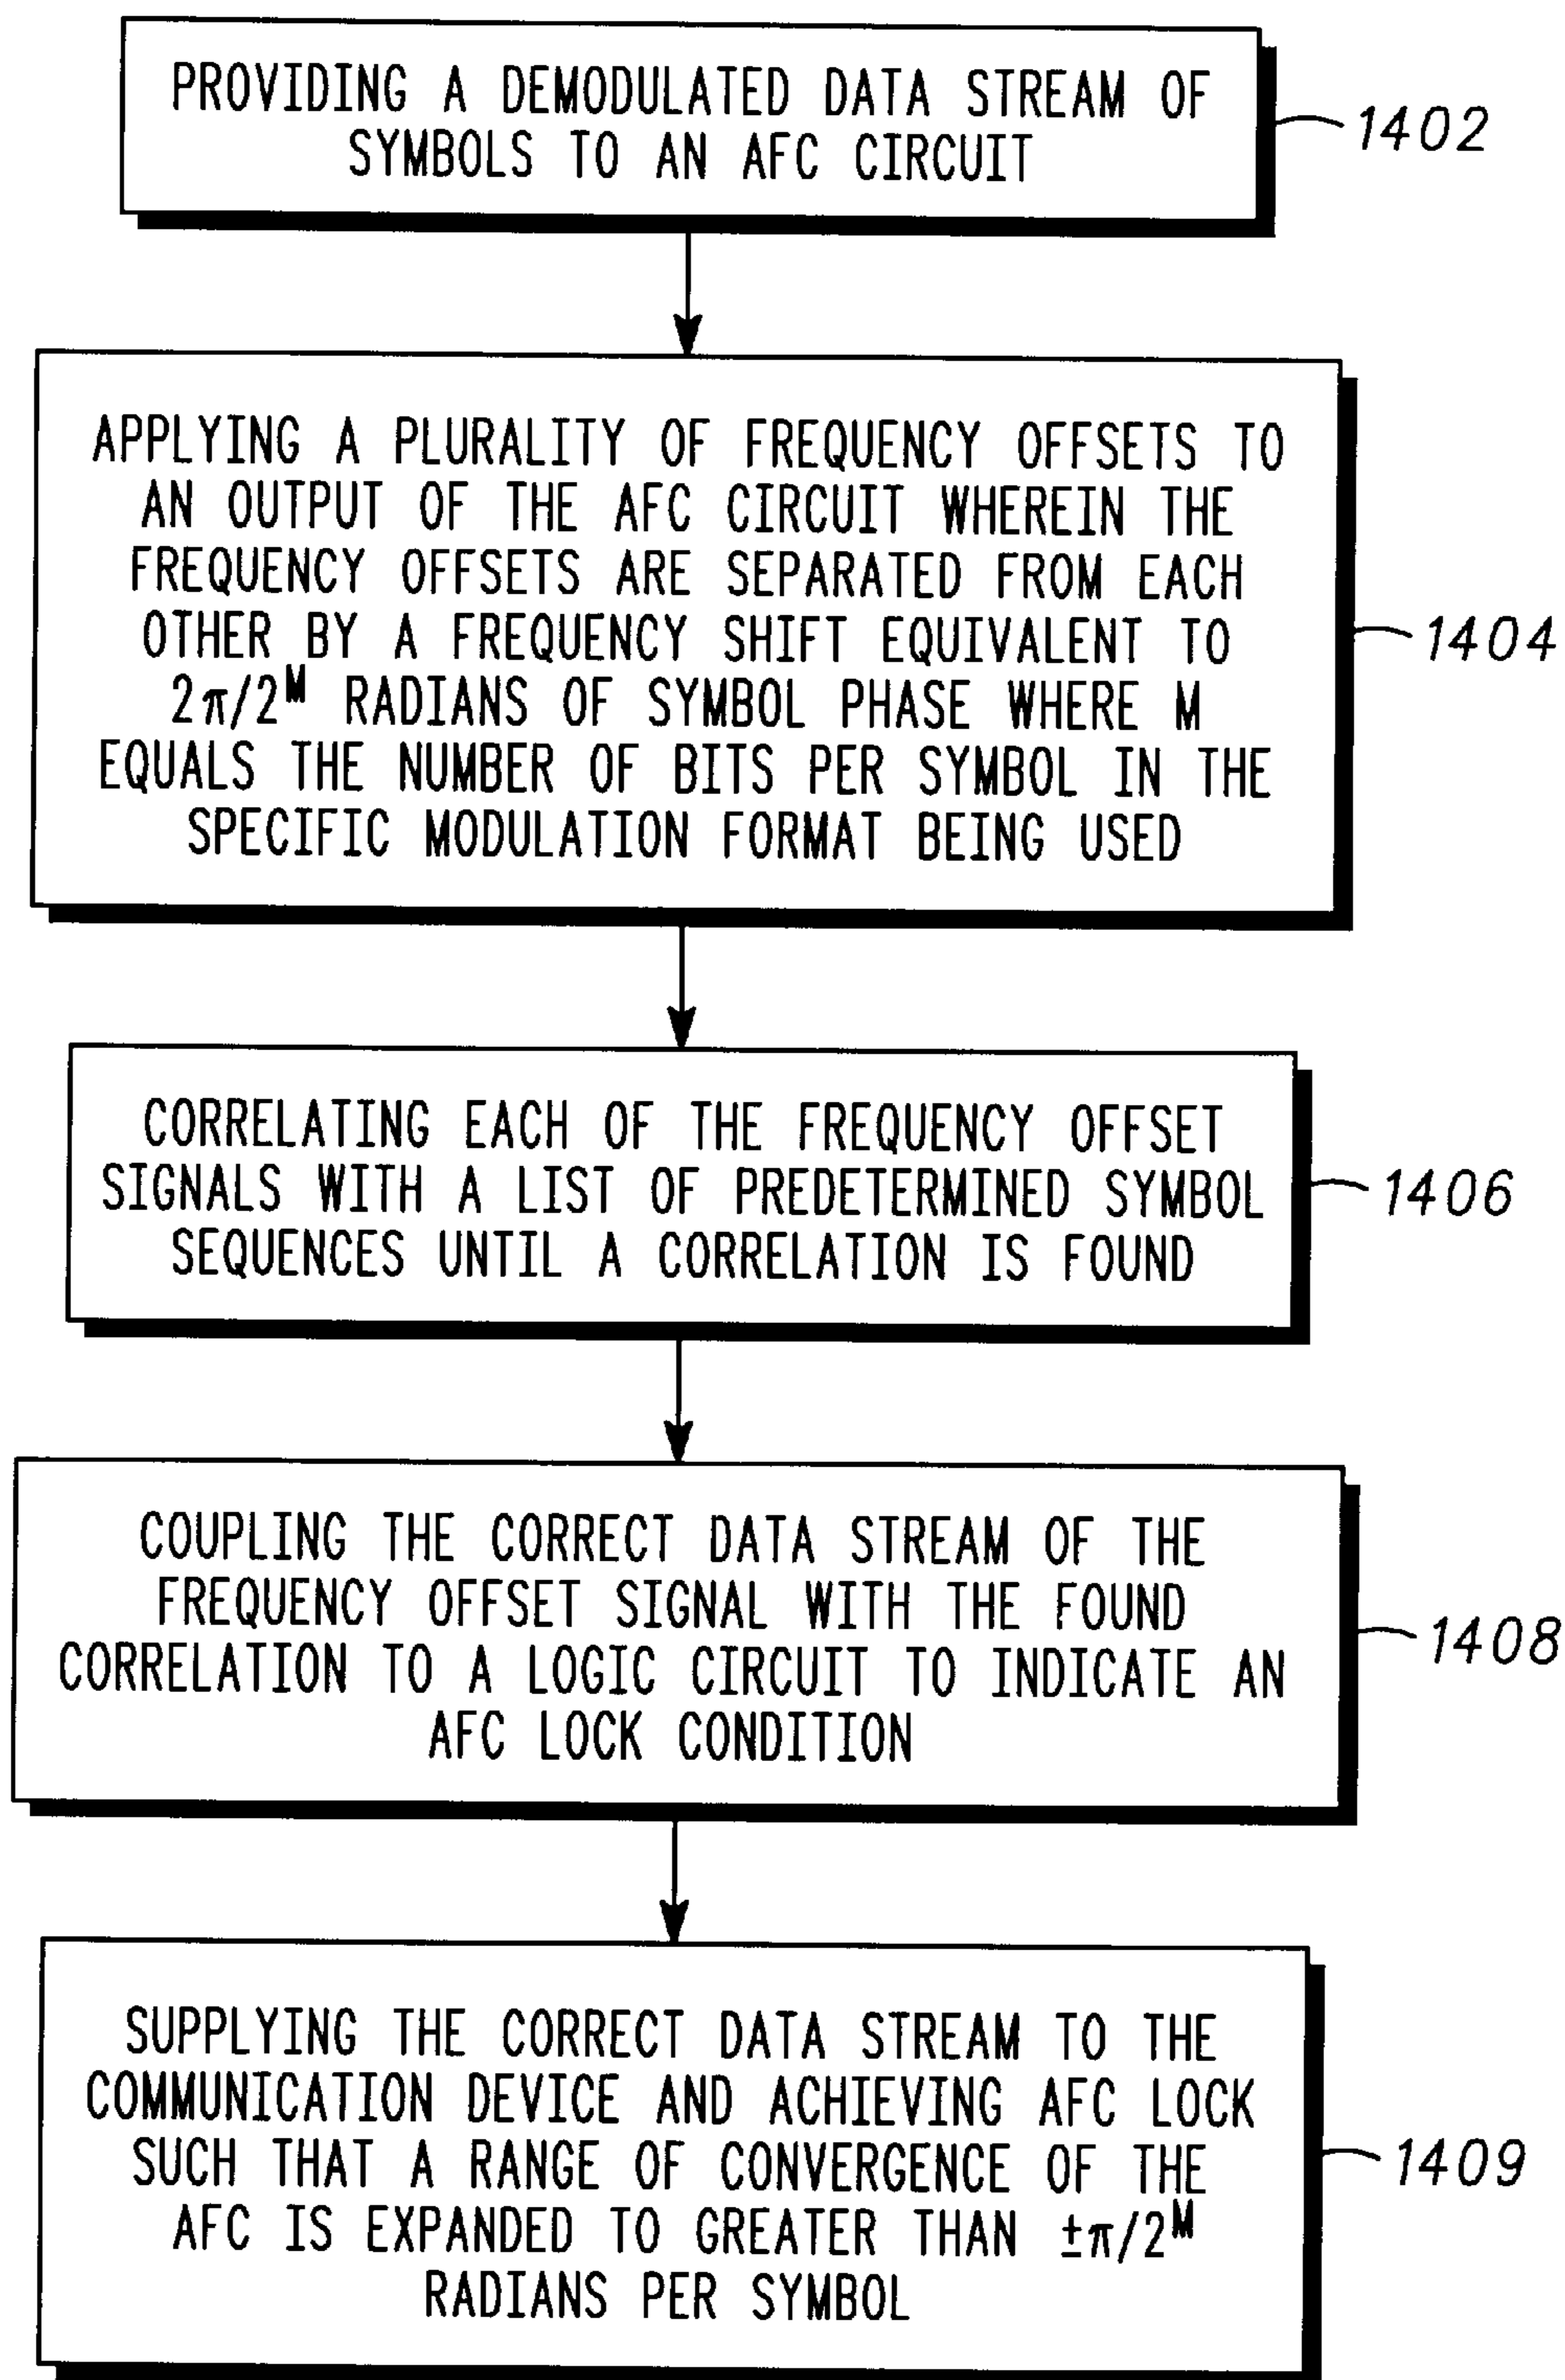 PROVIDING A DEMODULATED DATA STREAM OF
SYMBOLS TO AN AFC CIRCUIT
1402
APPLYING A PLURALITY OF FREQUENCY OFFSETS TO
AN OUTPUT OF THE AFC CIRCUIT WHEREIN THE
FREQUENCY OFFSETS ARE SEPARATED FROM EACH
OTHER BY A FREQUENCY SHIFT EQUIVALENT TO
2π/2ᴹ RADIANS OF SYMBOL PHASE WHERE M
EQUALS THE NUMBER OF BITS PER SYMBOL IN THE
SPECIFIC MODULATION FORMAT BEING USED
1404
CORRELATING EACH OF THE FREQUENCY OFFSET
SIGNALS WITH A LIST OF PREDETERMINED SYMBOL
SEQUENCES UNTIL A CORRELATION IS FOUND
1406
COUPLING THE CORRECT DATA STREAM OF THE
FREQUENCY OFFSET SIGNAL WITH THE FOUND
CORRELATION TO A LOGIC CIRCUIT TO INDICATE AN
AFC LOCK CONDITION
1408
SUPPLYING THE CORRECT DATA STREAM TO THE
COMMUNICATION DEVICE AND ACHIEVING AFC LOCK
SUCH THAT A RANGE OF CONVERGENCE OF THE
AFC IS EXPANDED TO GREATER THAN ±π/2ᴹ
RADIANS PER SYMBOL
1409